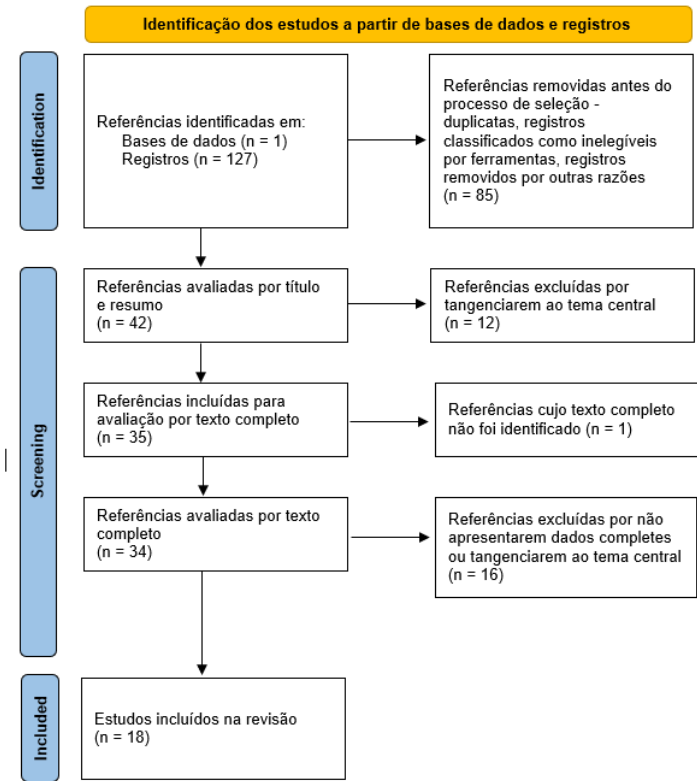 Identificação dos estudos a partir de bases de dados e registros
Identification
Referências identificadas em:
Bases de dados (n = 1)
Registros (n = 127)
Referências removidas antes do
processo de seleção -
duplicatas, registros
classificados como inelegíveis
por ferramentas, registros
removidos por outras razões
(n = 85)
Screening
Referências avaliadas por título
e resumo
(n = 42)
Referências excluídas por
tangenciarem ao tema central
(n = 12)
Referências incluídas para
avaliação por texto completo
(n = 35)
Referências cujo texto completo
não foi identificado (n = 1)
Referências avaliadas por texto
completo
(n = 34)
Referências excluídas por não
apresentarem dados completes
ou tangenciarem ao tema central
(n = 16)
Included
Estudos incluídos na revisão
(n = 18)